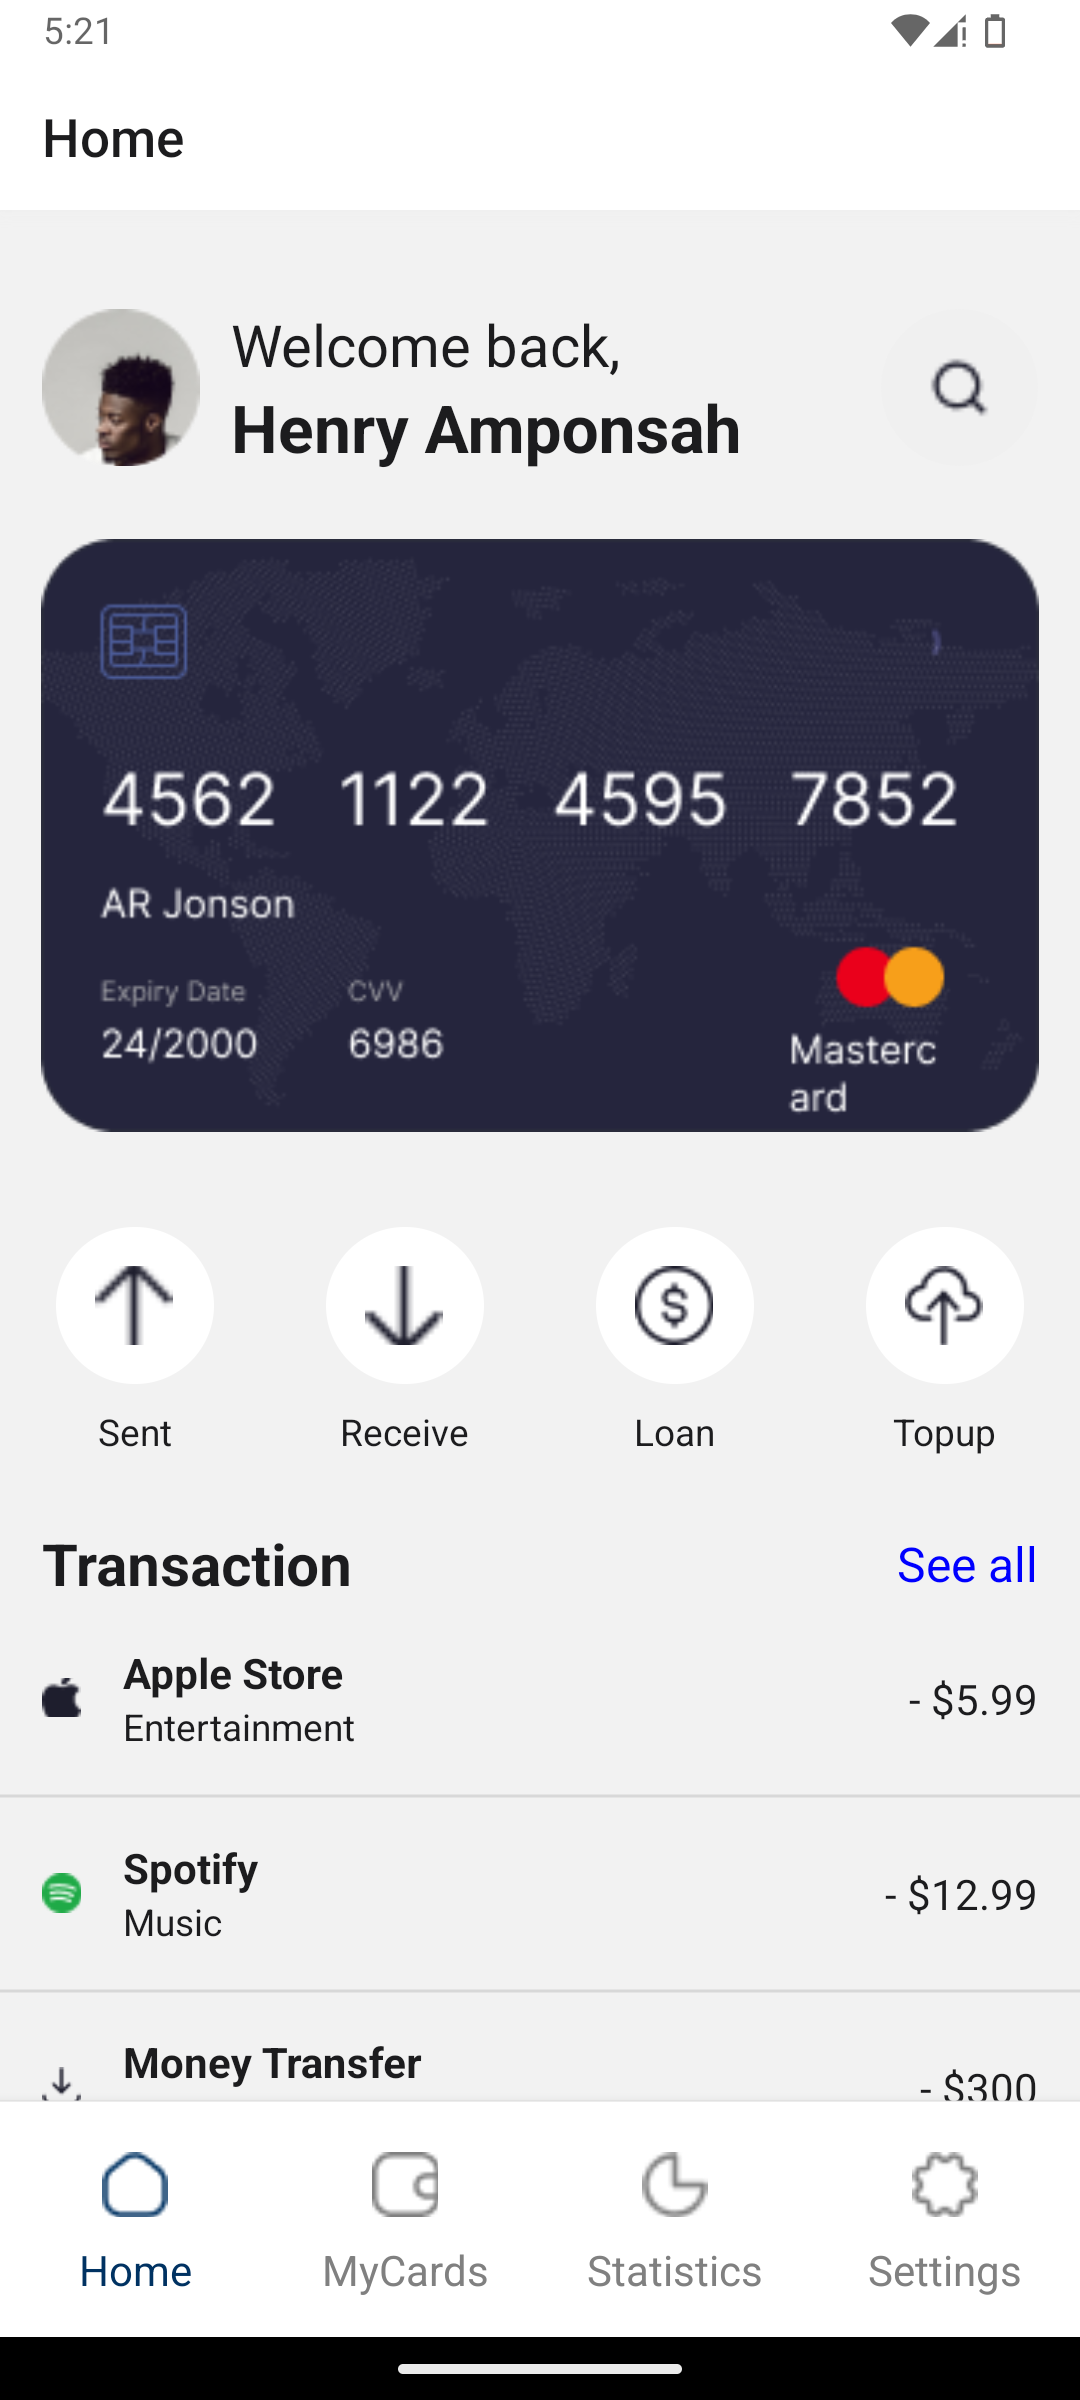 5:21
Home
Welcome back,
Henry Amponsah
4562 1122 4595 7852
AR Jonson
Expiry Date CVV
24/2000 6986
Masterc
ard
Sent Receive Loan Topup
Transaction See all
Apple Store
Entertainment
- $5.99
Spotify
Music
- $12.99
Money Transfer
- $300
Home MyCards Statistics Settings